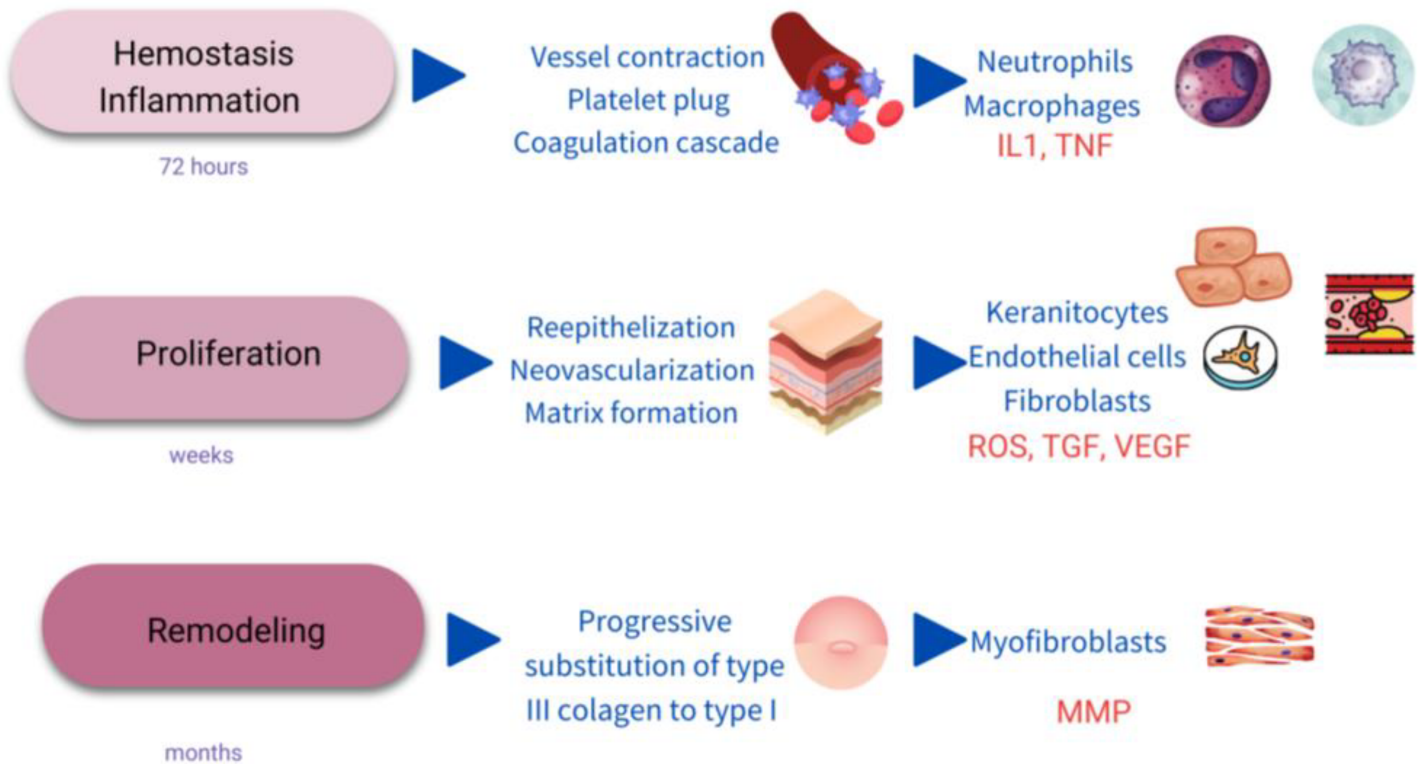 Hemostasis
Inflammation
72 hours
Vessel contraction
Platelet plug
Coagulation cascade
Neutrophils
Macrophages
IL1, TNF
Proliferation
weeks
Reepithelization
Neovascularization
Matrix formation
Keranitocytes
Endothelial cells
Fibroblasts
ROS, TGF, VEGF
Remodeling
months
Progressive
substitution of type
III colagen to type I
Myofibroblasts
MMP